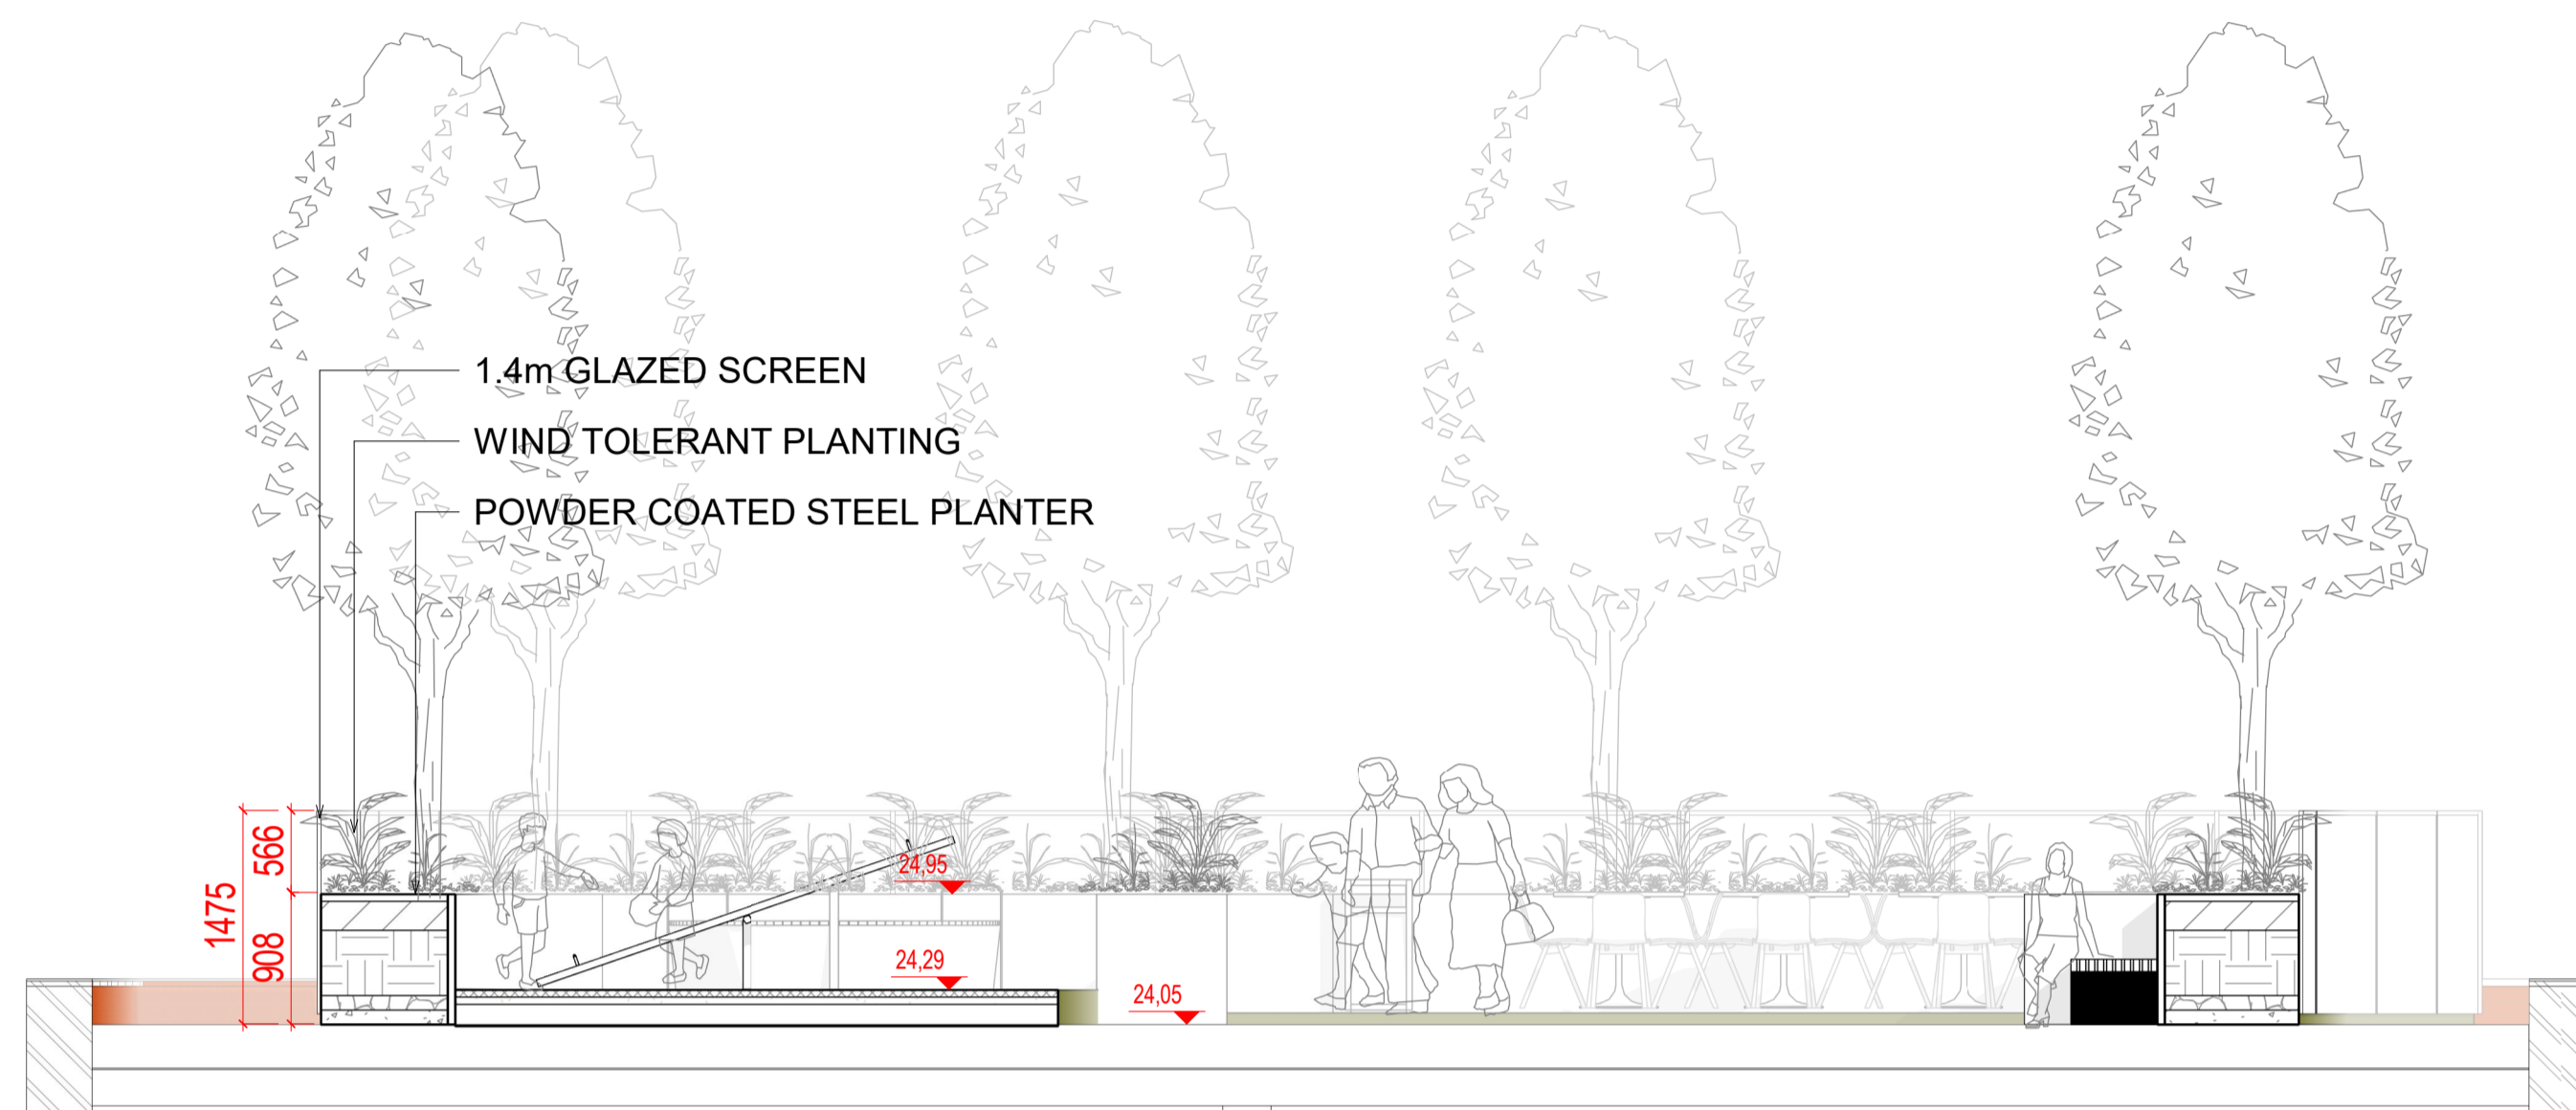 1.4m GLAZED SCREEN
WIND TOLERANT PLANTING
POWDER COATED STEEL PLANTER
1475
566
908
24,95
24,29
24,05